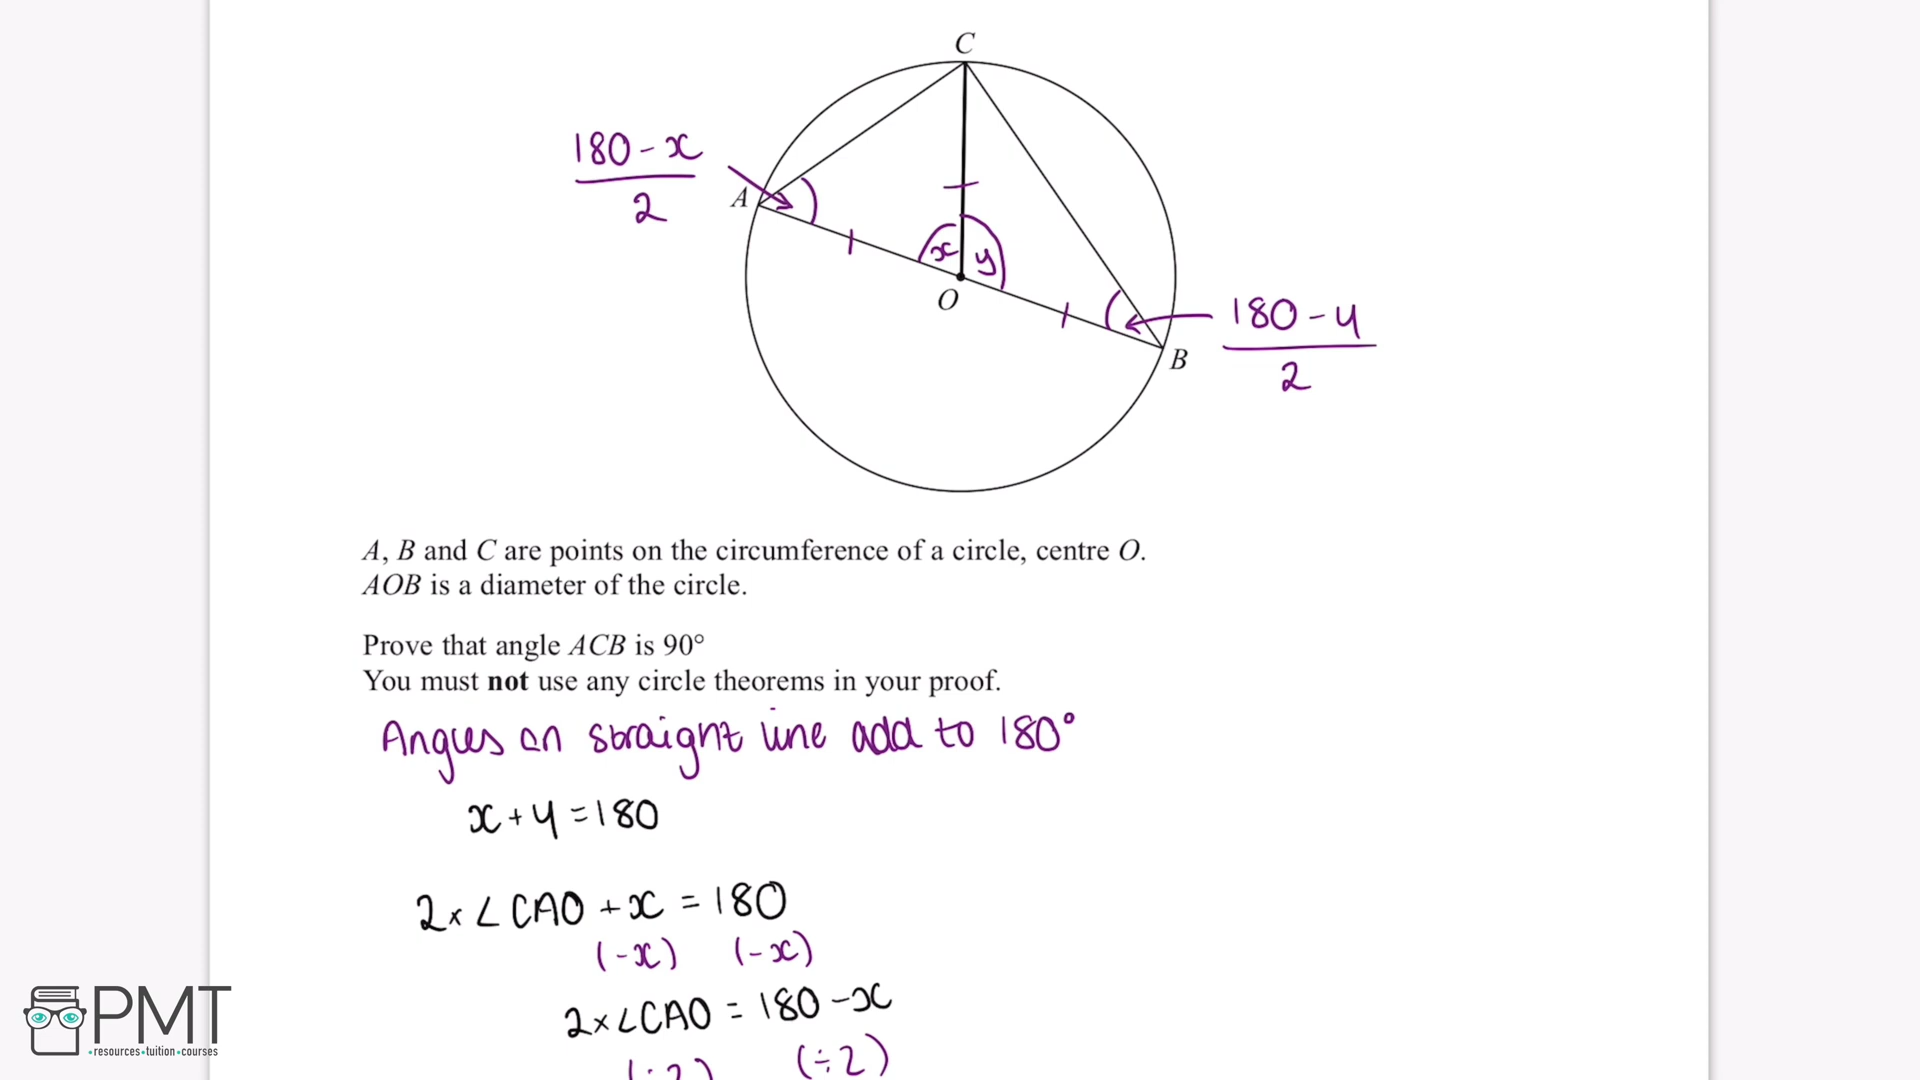 C
180 - x
2
A
x
y
O
180 - y
2
B
A, B and C are points on the circumference of a circle, centre O.
AOB is a diameter of the circle.
Prove that angle ACB is 90°
You must not use any circle theorems in your proof.
Angles on straight line add to 180°
x + y = 180
2 × ∠CAO + x = 180
(-x) (-x)
2 × ∠CAO = 180 - x
(÷2) (÷2)
PMT
•resources•tuition•courses